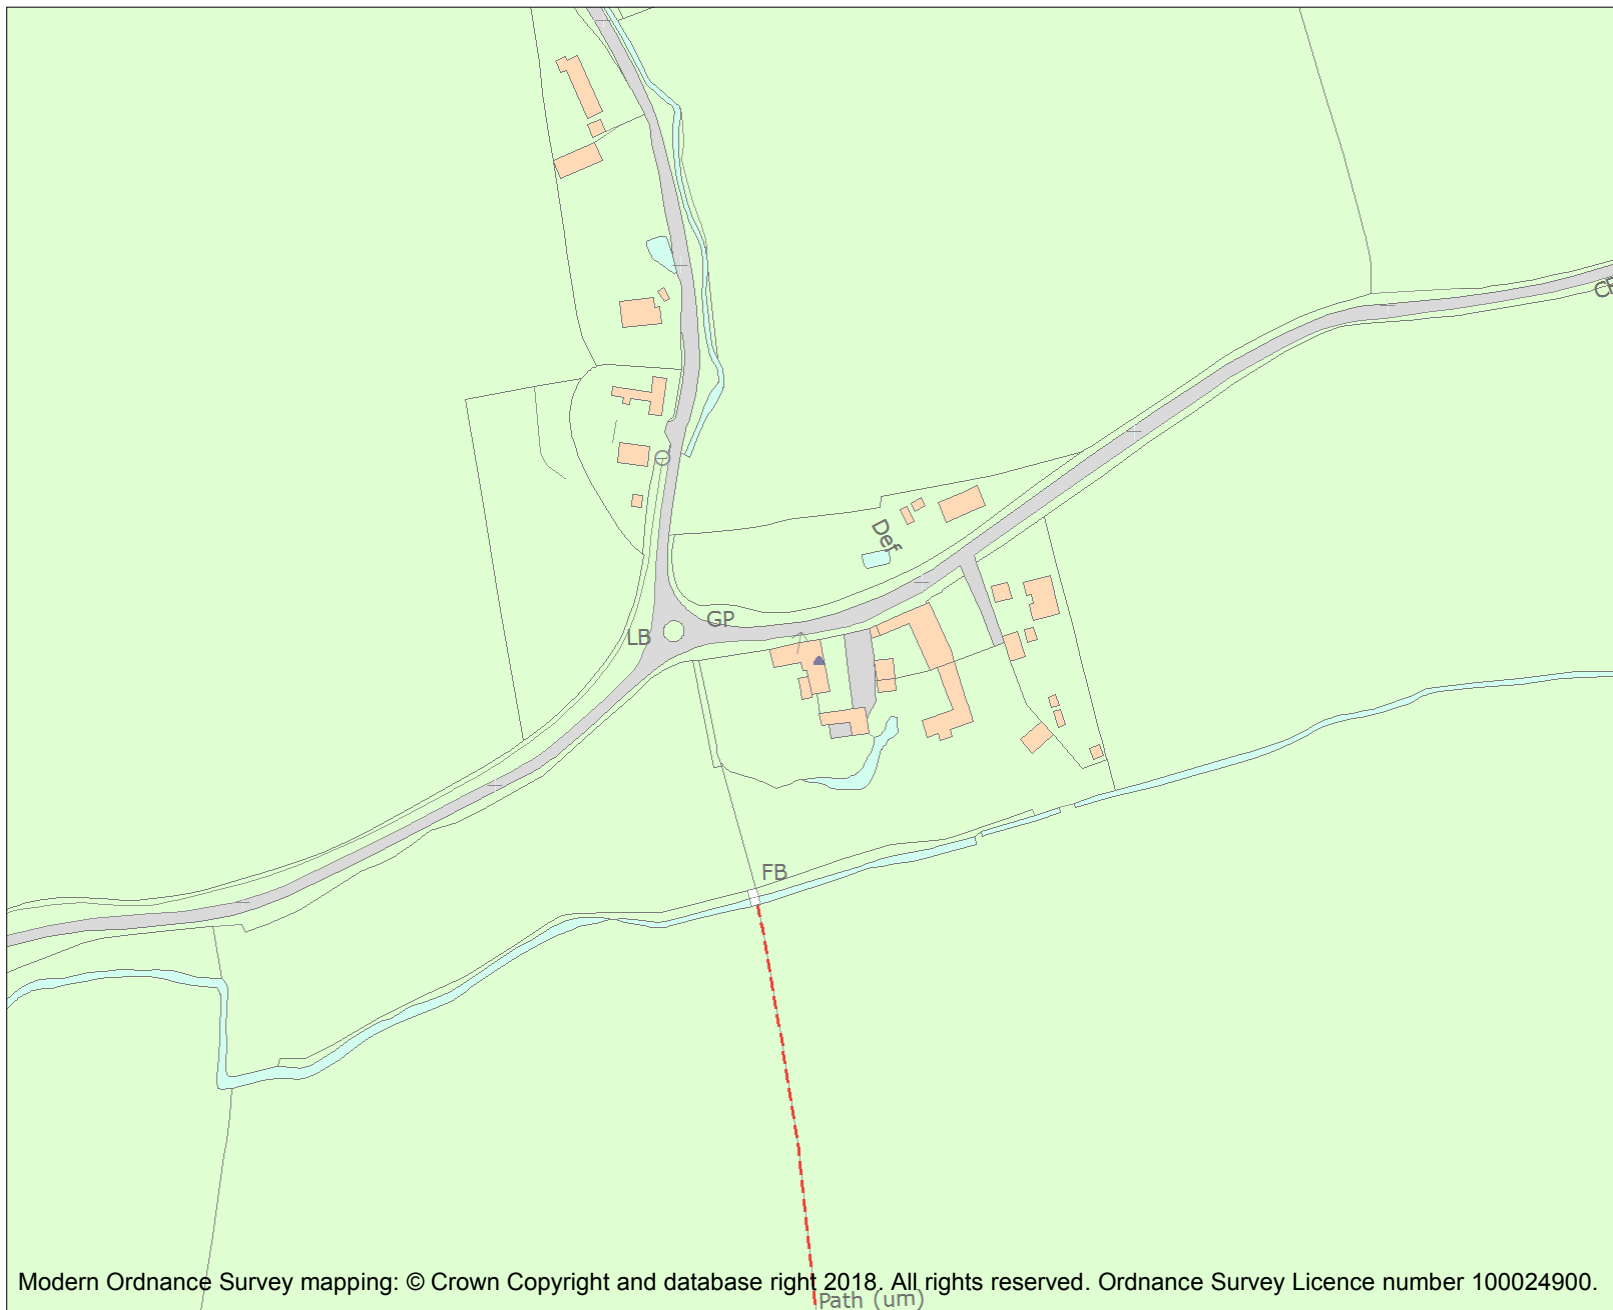 CF
Def
GP
LB
FB
Modern Ordnance Survey mapping: © Crown Copyright and database right 2018. All rights reserved. Ordnance Survey Licence number 100024900.
Path (um)